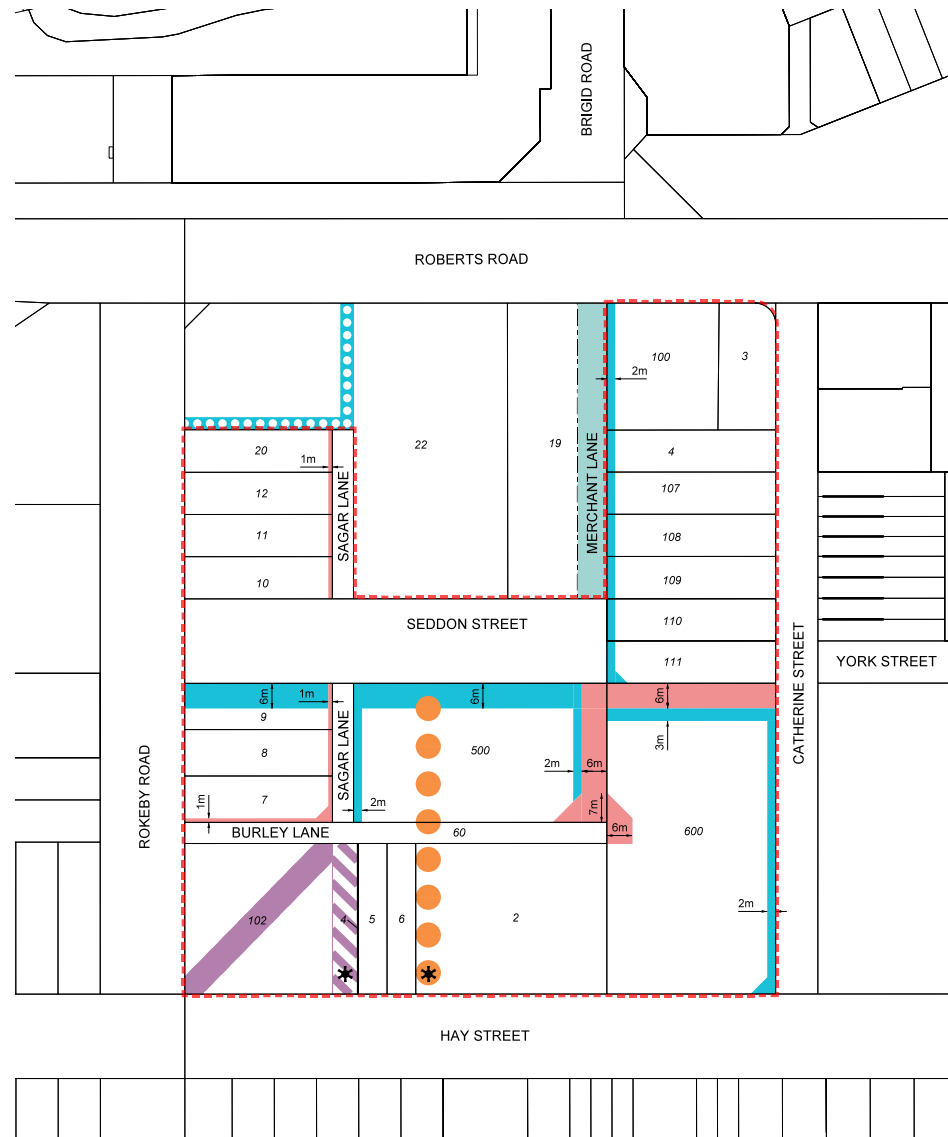 BRIGID ROAD
ROBERTS ROAD
100
3
2m
22
19
MERCHANT LANE
20
1m
SAGAR LANE
4
12
107
11
108
10
109
SEDDON STREET
110
111
YORK STREET
CATHERINE STREET
ROKEBY ROAD
6m
1m
6m
6m
9
3m
SAGAR LANE
500
8
2m
6m
7
1m
2m
7m
BURLEY LANE
60
6m
600
102
4
5
6
2
2m
*
*
HAY STREET